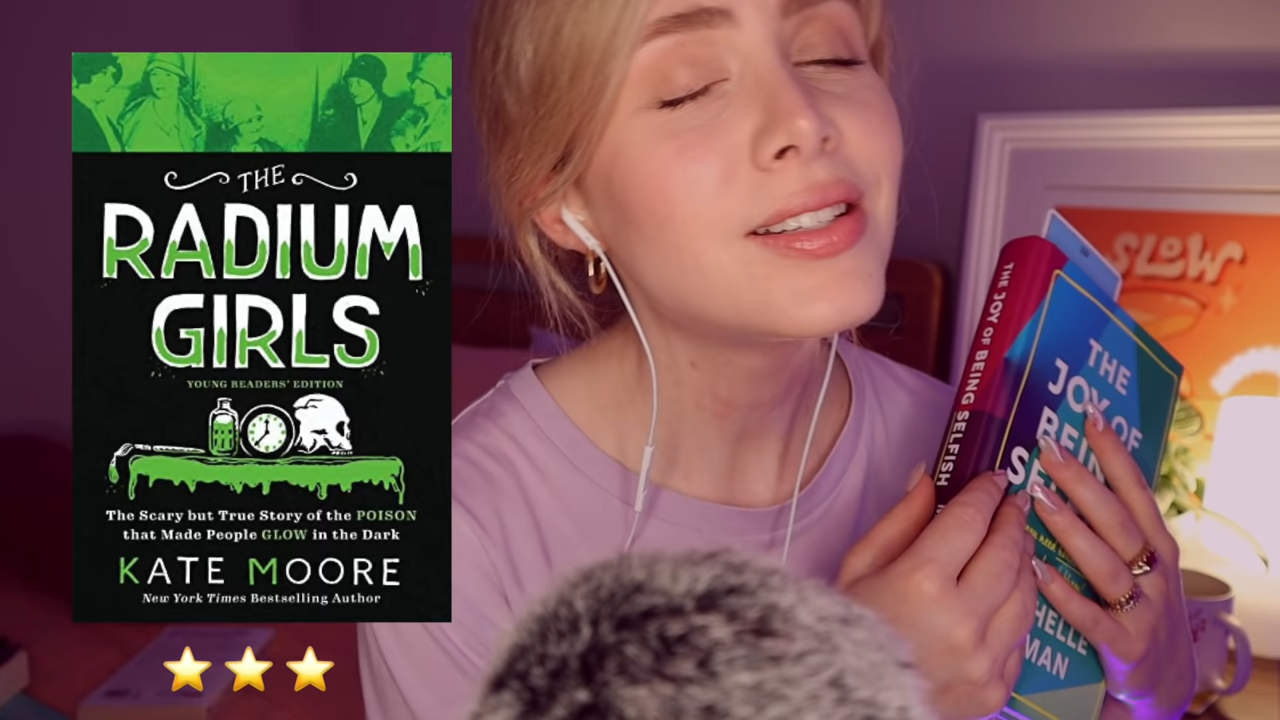 THE
RADIUM
GIRLS
YOUNG READERS' EDITION
The Scary but True Story of the POISON
that Made People GLOW in the Dark
KATE MOORE
New York Times Bestselling Author
THE JOY OF BEING SELFISH
THE
JOY OF
BEIN
SE
HELLE
MAN
SLOW